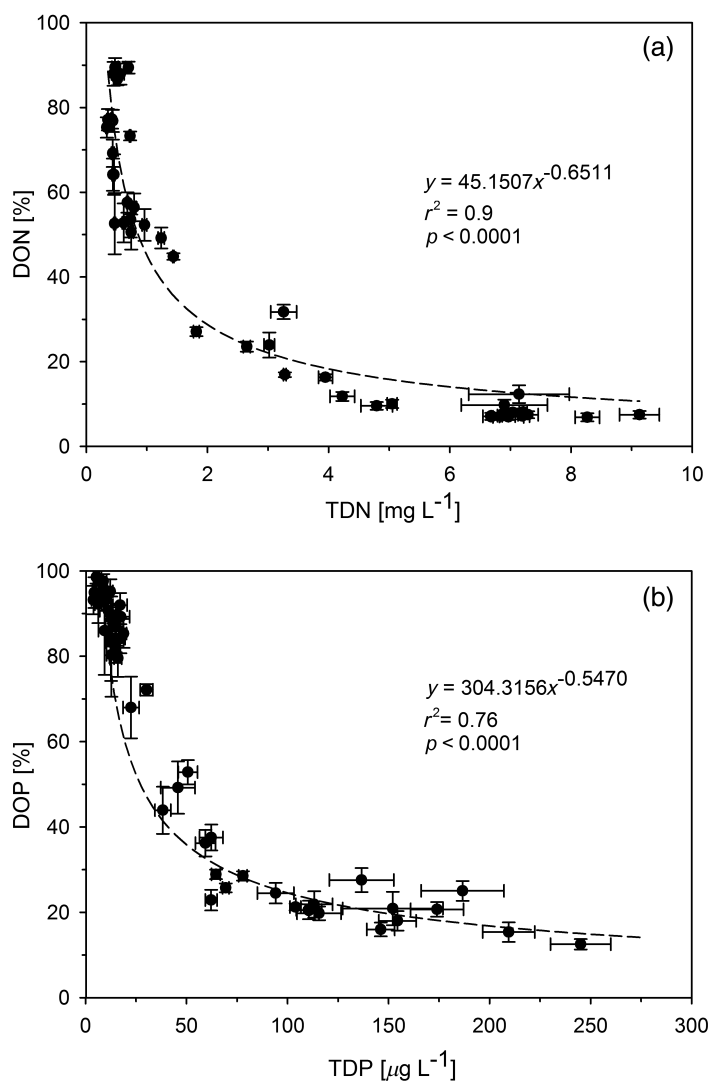 100
(a)
80
y = 45.1507x-0.6511
60
r2 = 0.9
p < 0.0001
DON [%]
40
20
0
0 2 4 6 8 10
TDN [mg L-1]
100
(b)
80
y = 304.3156x-0.5470
r2= 0.76
60
p < 0.0001
DOP [%]
40
20
0
0 50 100 150 200 250 300
TDP [μg L-1]